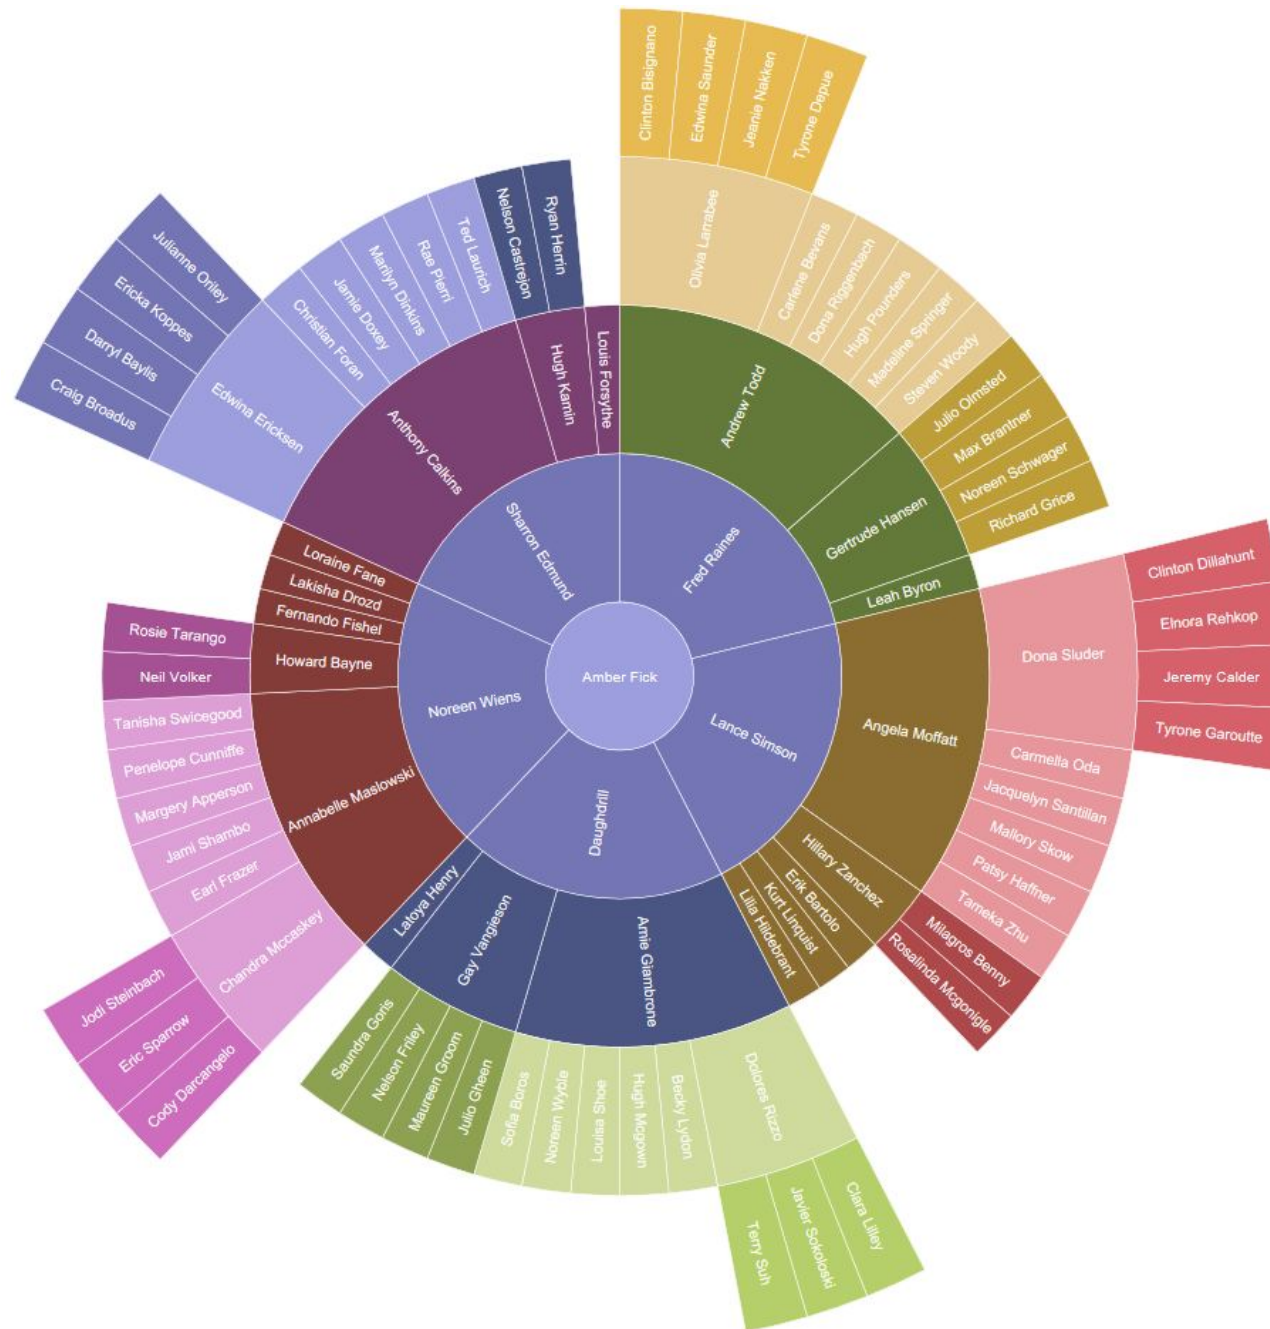 Amber Fick
Fred Raines
Lance Simson
Daughdrill
Noreen Wiens
Sharron Edmund
Andrew Todd
Gertrude Hansen
Leah Byron
Angela Moffatt
Hillary Zanchez
Erik Bartolo
Kurt Linquist
Lilia Hildebrant
Amie Giambrone
Gay Vangieson
Latoya Henry
Annabelle Maslowski
Howard Bayne
Fernando Fishel
Lakisha Drozd
Loraine Fane
Anthony Calkins
Hugh Kamin
Louis Forsythe
Olivia Larrabee
Carlene Bevans
Dona Riggenbach
Hugh Pounders
Madeline Springer
Steven Woody
Julio Olmsted
Max Brantner
Noreen Schwager
Richard Grice
Dona Sluder
Carmella Oda
Jacquelyn Santillan
Mallory Skow
Patsy Haffner
Tameka Zhu
Milagros Benny
Rosalinda Mcgonigle
Dolores Rizzo
Becky Lydon
Hugh Mcgown
Louisa Shoe
Noreen Wyble
Sofia Boros
Julio Gheen
Maureen Groom
Nelson Friley
Saundra Goris
Chandra Mccaskey
Earl Frazer
Jami Shambo
Margery Apperson
Penelope Cunniffe
Tanisha Swicegood
Neil Volker
Rosie Tarango
Edwina Ericksen
Christian Foran
Jamie Doxey
Marilyn Dinkins
Rae Pierri
Ted Laurich
Nelson Castrejon
Ryan Herrin
Clinton Bisignano
Edwina Saunder
Jeanie Nakken
Tyrone Depue
Clinton Dillahunt
Elnora Rehkop
Jeremy Calder
Tyrone Garoutte
Clara Lilley
Javier Sokoloski
Terry Suh
Cody Darcangelo
Eric Sparrow
Jodi Steinbach
Craig Broadus
Darryl Baylis
Ericka Koppes
Julianne Oriley